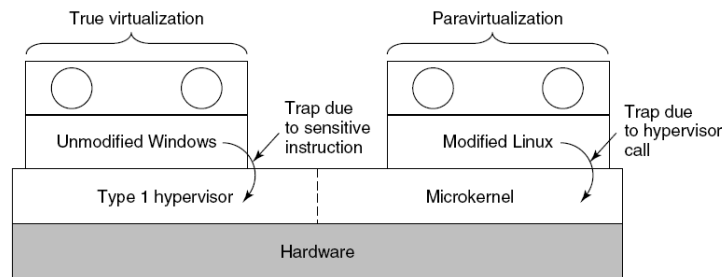 True virtualization
Paravirtualization
Trap due
to sensitive
instruction
Trap due
to hypervisor
call
Unmodified Windows
Modified Linux
Type 1 hypervisor
Microkernel
Hardware